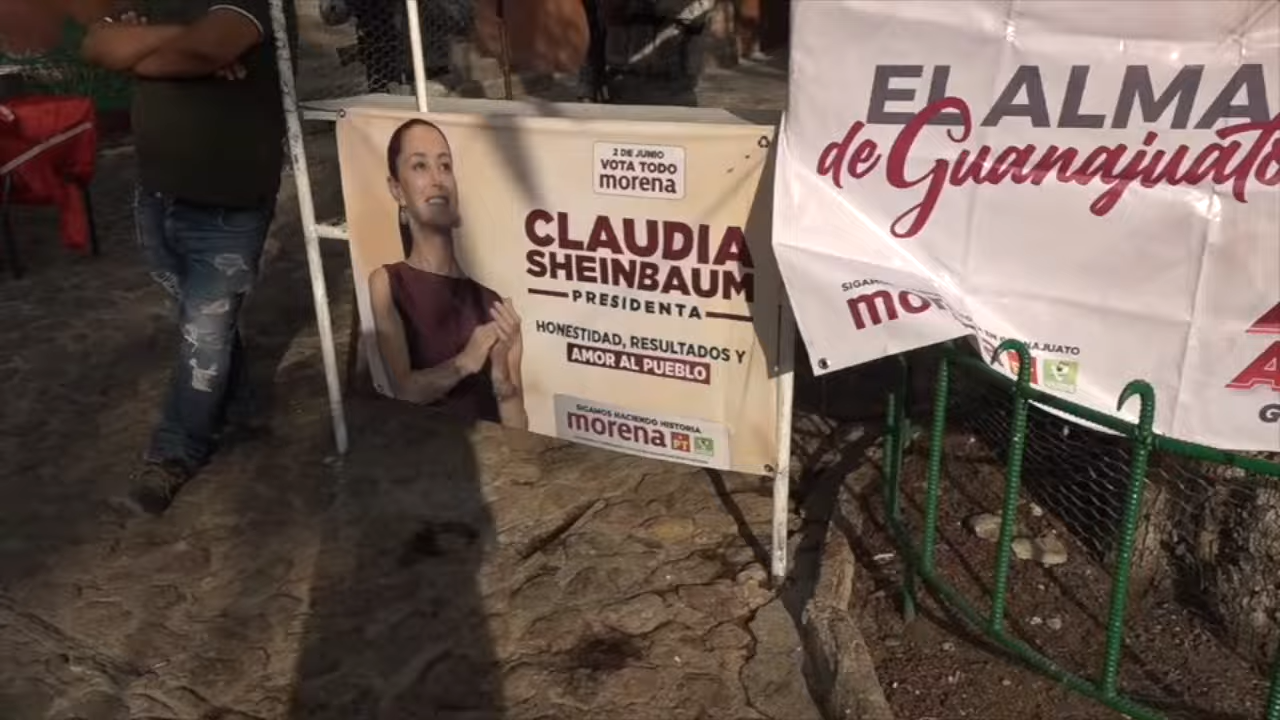 2 DE JUNIO
VOTA TODO
morena
CLAUDIA
SHEINBAUM
PRESIDENTA
HONESTIDAD, RESULTADOS Y
AMOR AL PUEBLO
SIGAMOS HACIENDO HISTORIA
morena PT
EL ALMA
de Guanajuato